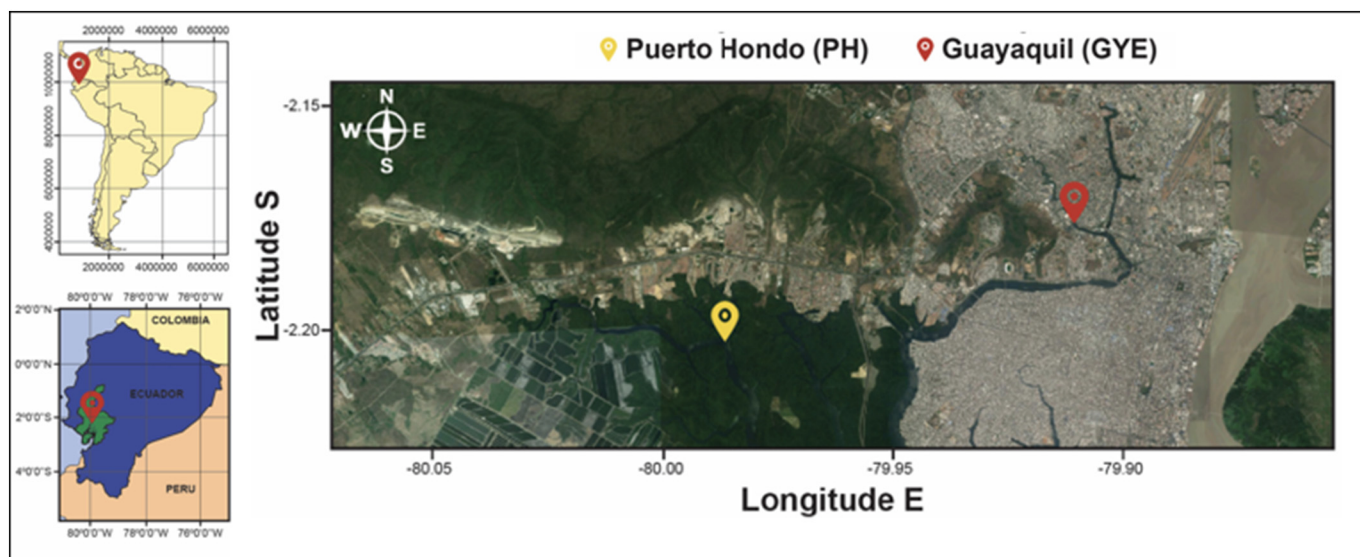 Puerto Hondo (PH) Guayaquil (GYE)
2000000 4000000 6000000
10000000
8000000
6000000
4000000
2000000 4000000 6000000
N
W E
S
-2.15
-2.20
Latitude S
-80.05 -80.00 -79.95 -79.90
Longitude E
80°0'0"W 78°0'0"W 76°0'0"W
2°0'0"N
0°0'0"N
2°0'0"S
4°0'0"S
COLOMBIA
ECUADOR
PERU
80°0'0"W 78°0'0"W 76°0'0"W